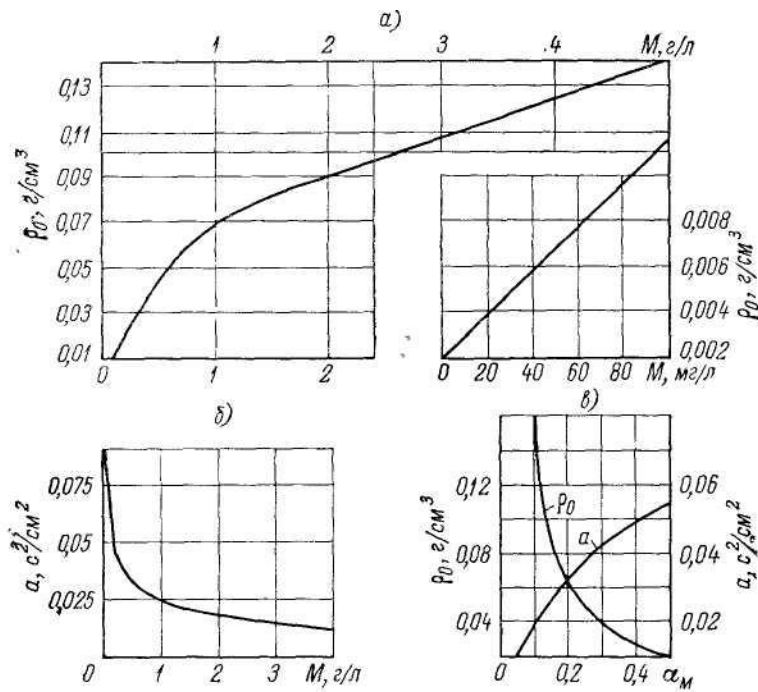 а)
1 2 3 4 М, г/л
0,13
0,11
0,09
0,07
0,05
0,03
0,01
ρ₀, г/см³
0 1 2
0,008
0,006
0,004
0,002
ρ₀, г/см³
0 20 40 60 80 М, мг/л
б)
0,075
0,05
0,025
a, с²/см²
0 1 2 3 М, г/л
в)
0,12
0,08
0,04
ρ₀, г/см³
ρ₀
a
0,06
0,04
0,02
a, с²/см²
0 0,2 0,4 αм